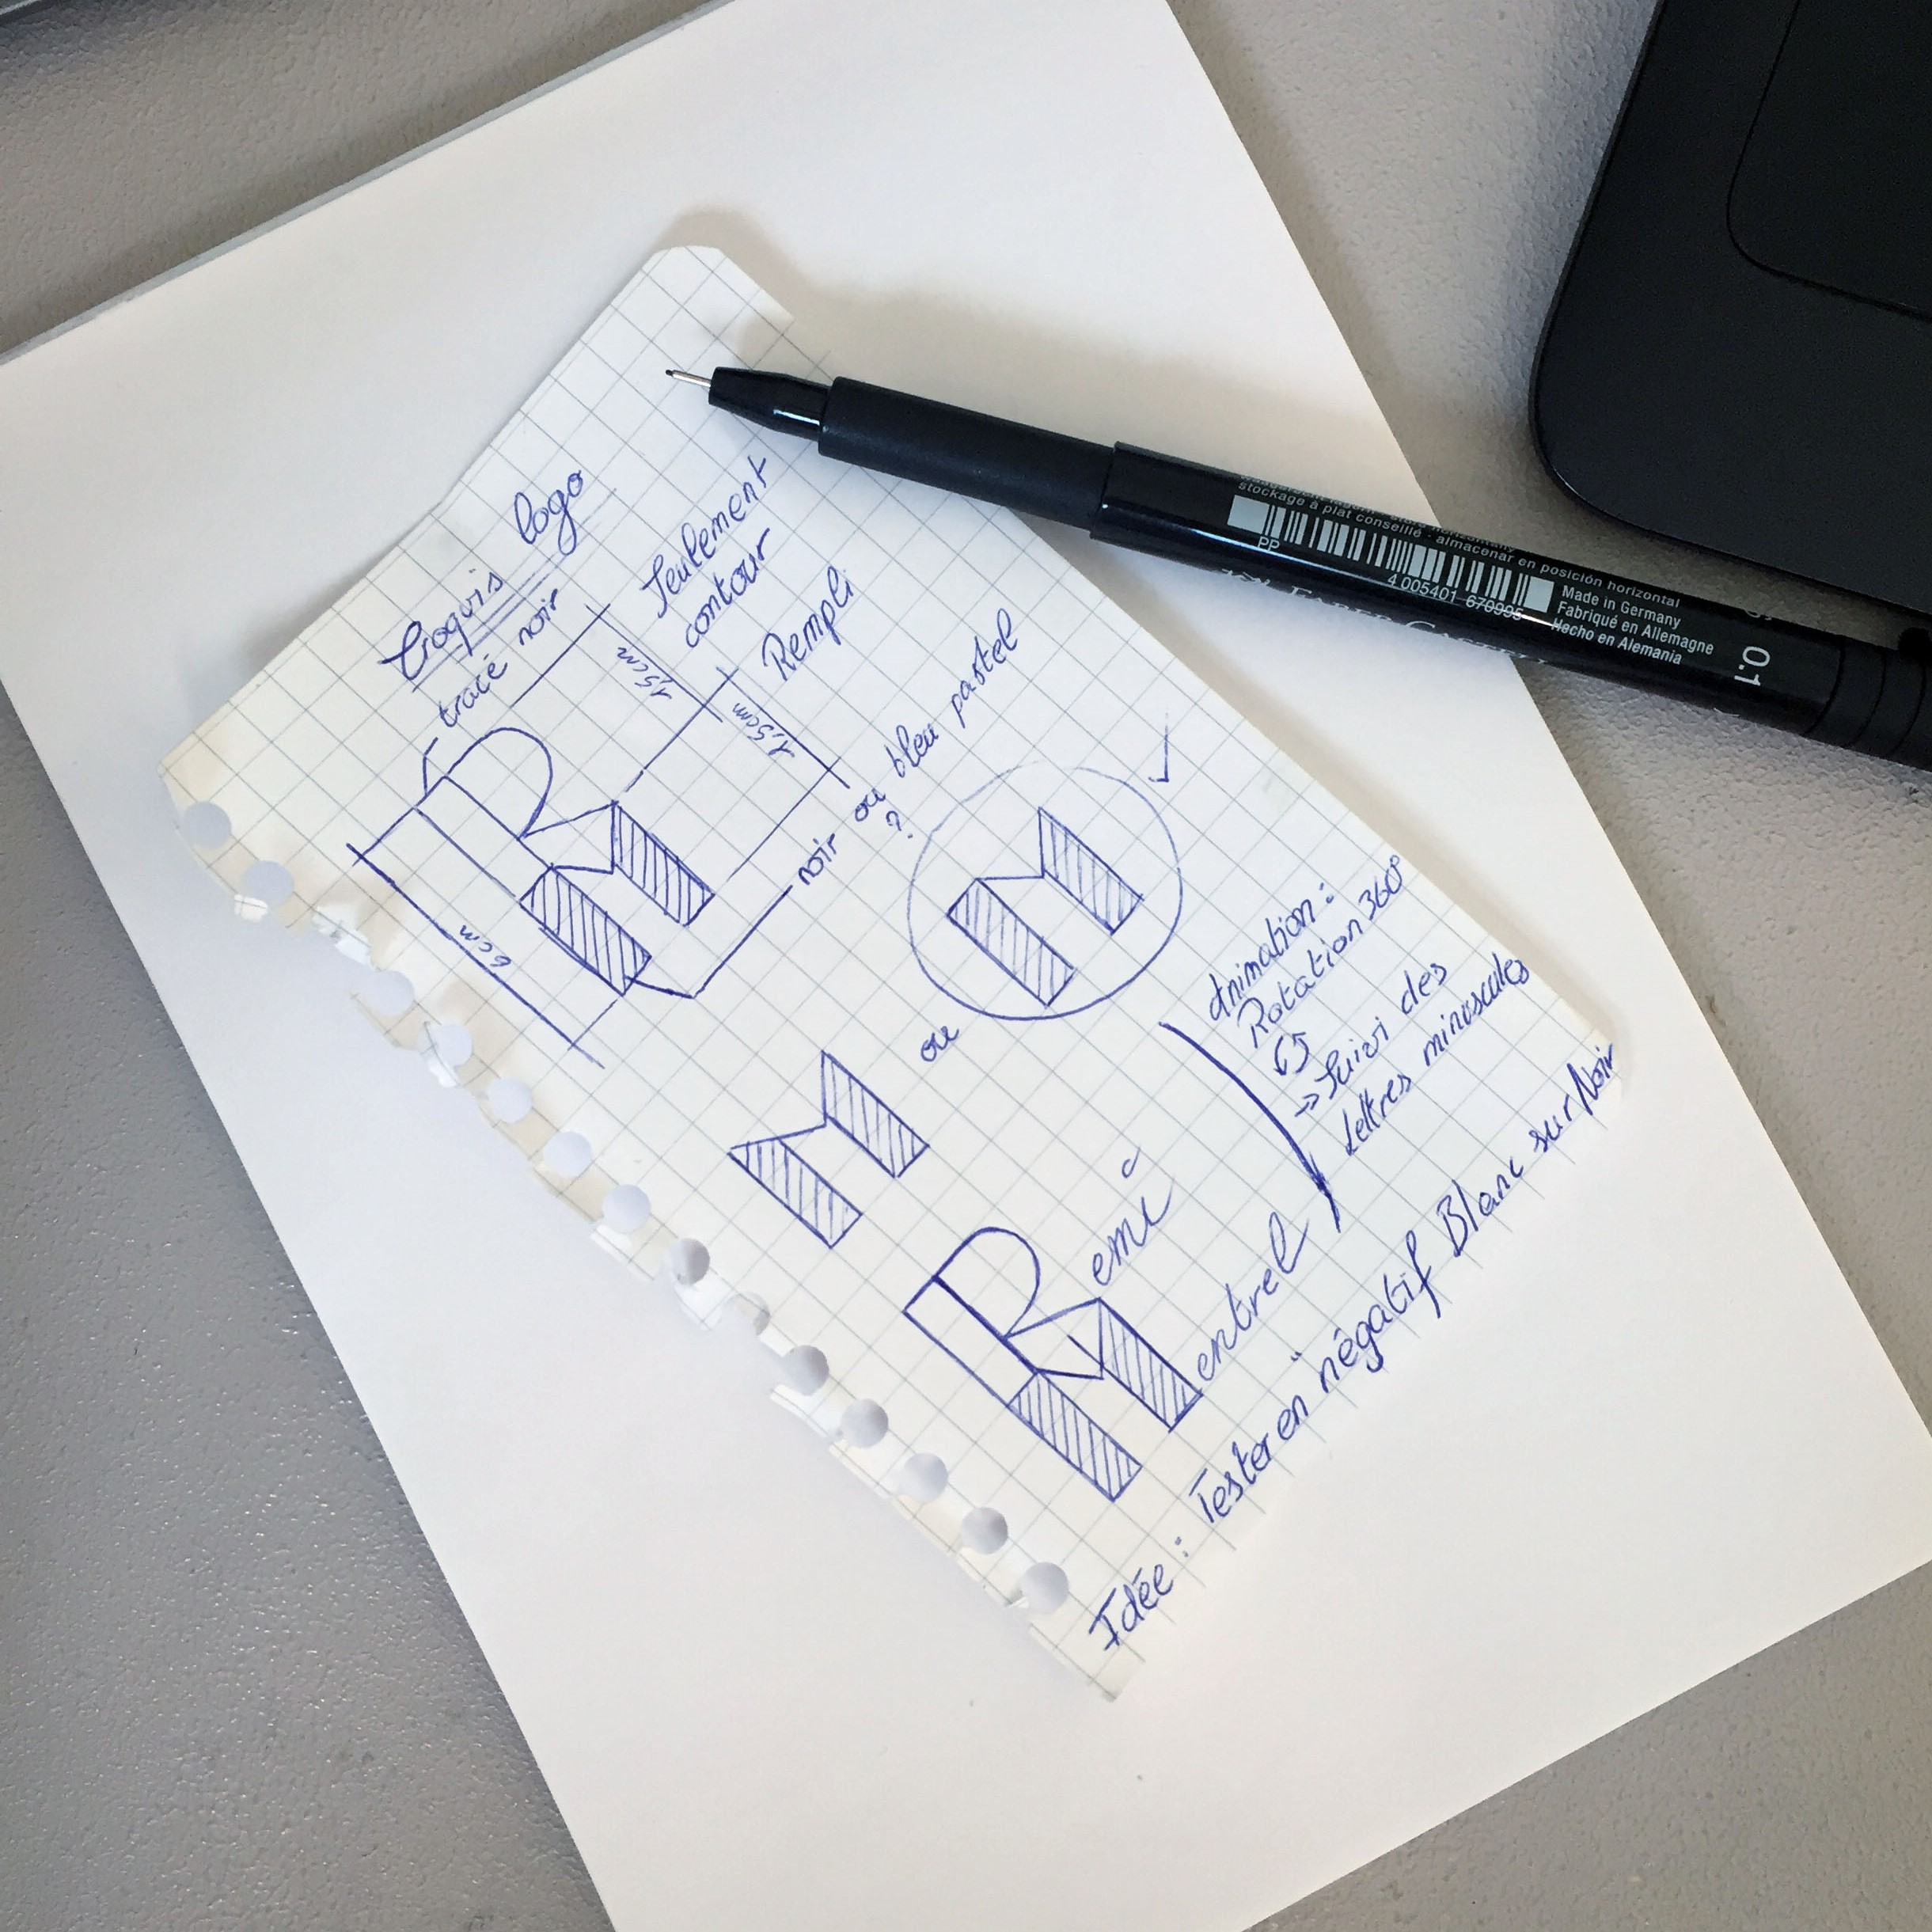 Croquis logo
tracé noir
Seulement
contour
1,5cm
Rempli
1,5cm
6cm
noir ou bleu pastel
?
ou
Animation :
Rotation 360°
→ Suivi des
Lettres minuscules
R emi
M entrel
Idée : Tester en "négatif Blanc sur Noir
stockage à plat conseillé · almacenar en posición horizontal
PP
4 005401 670995
Made in Germany
Fabriqué en Allemagne
Hecho en Alemania
FABER-CASTELL
0.1